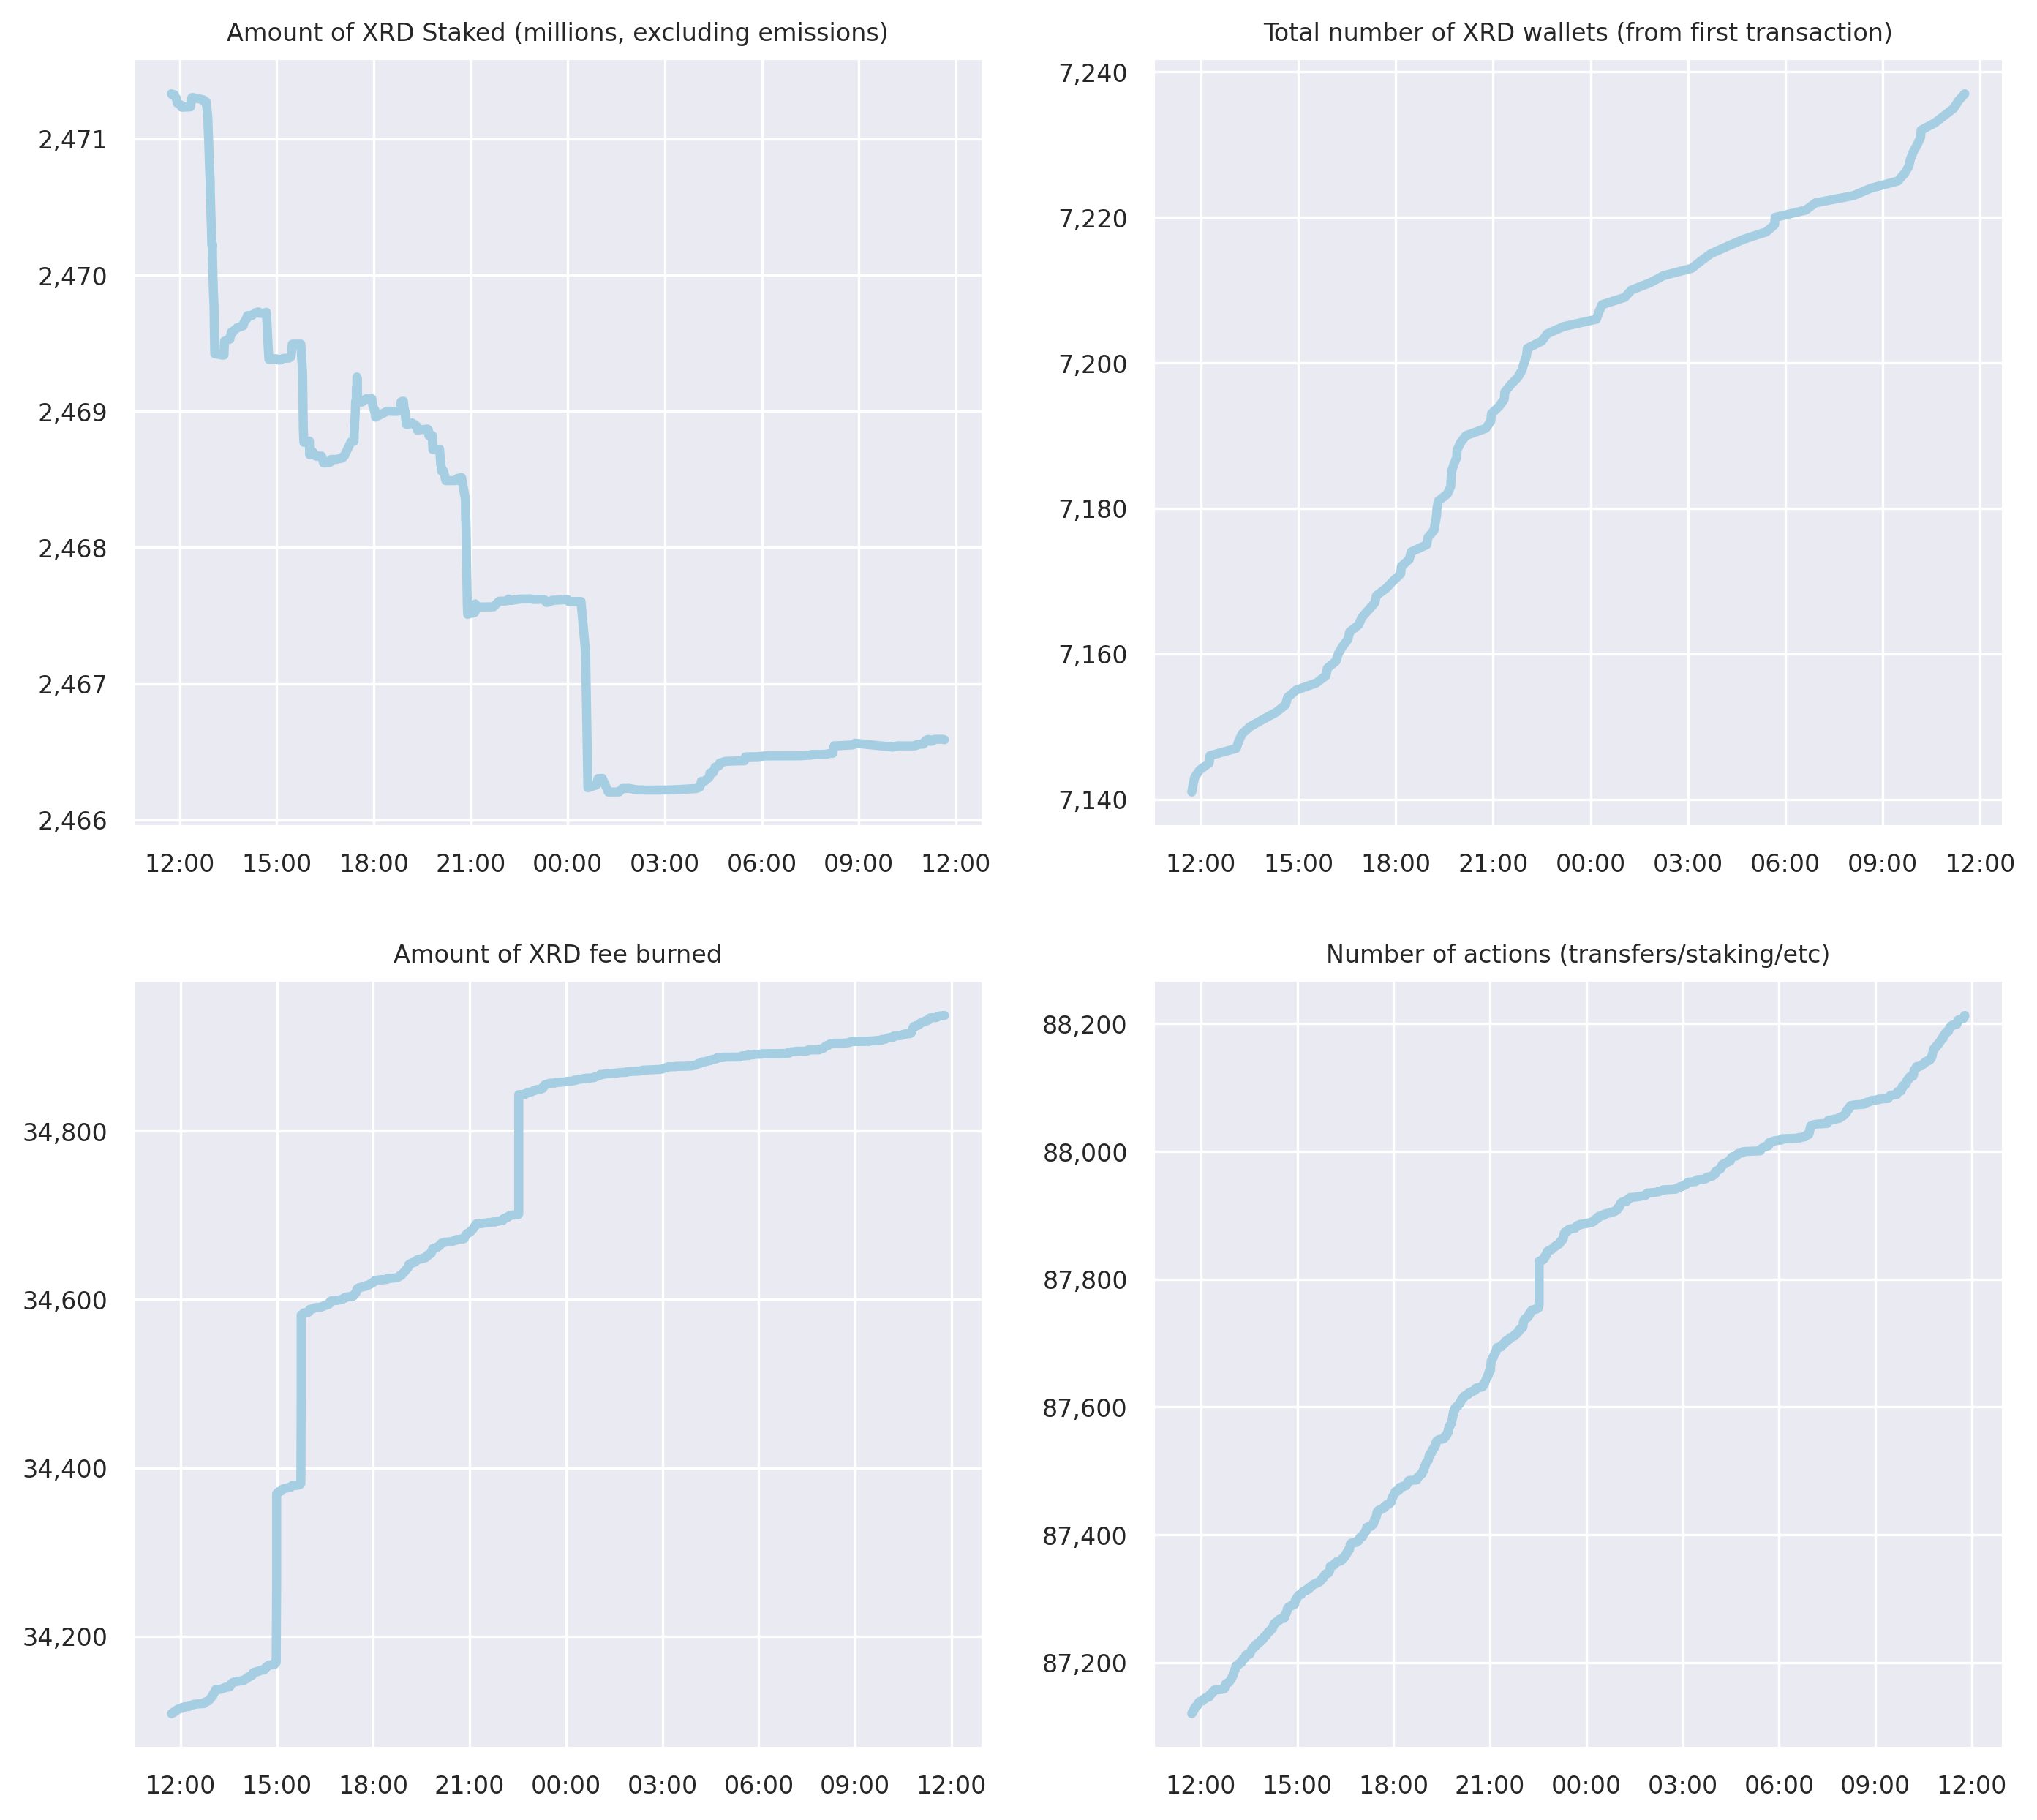 Amount of XRD Staked (millions, excluding emissions)
2,471
2,470
2,469
2,468
2,467
2,466
12:00 15:00 18:00 21:00 00:00 03:00 06:00 09:00 12:00
Total number of XRD wallets (from first transaction)
7,240
7,220
7,200
7,180
7,160
7,140
12:00 15:00 18:00 21:00 00:00 03:00 06:00 09:00 12:00
Amount of XRD fee burned
34,800
34,600
34,400
34,200
12:00 15:00 18:00 21:00 00:00 03:00 06:00 09:00 12:00
Number of actions (transfers/staking/etc)
88,200
88,000
87,800
87,600
87,400
87,200
12:00 15:00 18:00 21:00 00:00 03:00 06:00 09:00 12:00